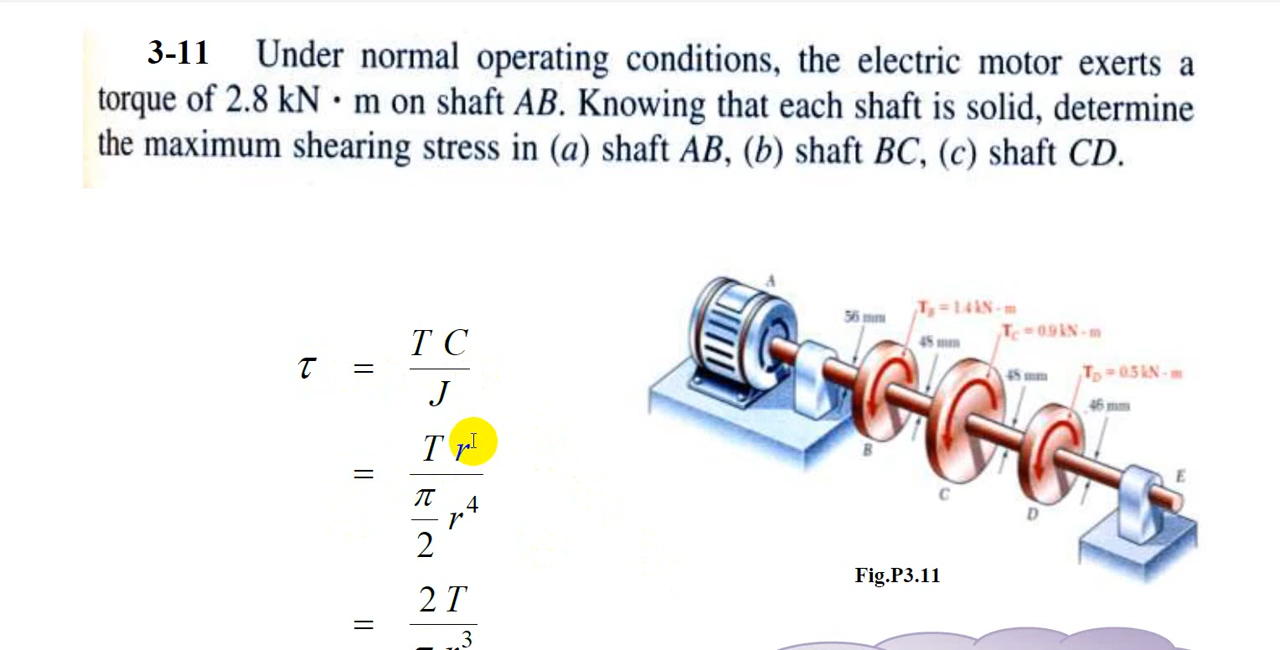 3-11 Under normal operating conditions, the electric motor exerts a
torque of 2.8 kN · m on shaft AB. Knowing that each shaft is solid, determine
the maximum shearing stress in (a) shaft AB, (b) shaft BC, (c) shaft CD.
A
56 mm
T_B = 1.4 kN - m
48 mm
T_C = 0.9 kN - m
48 mm
T_D = 0.5 kN - m
46 mm
B
C
D
E
Fig.P3.11
τ = T C
J
= T r
π
2
r^4
= 2 T
3